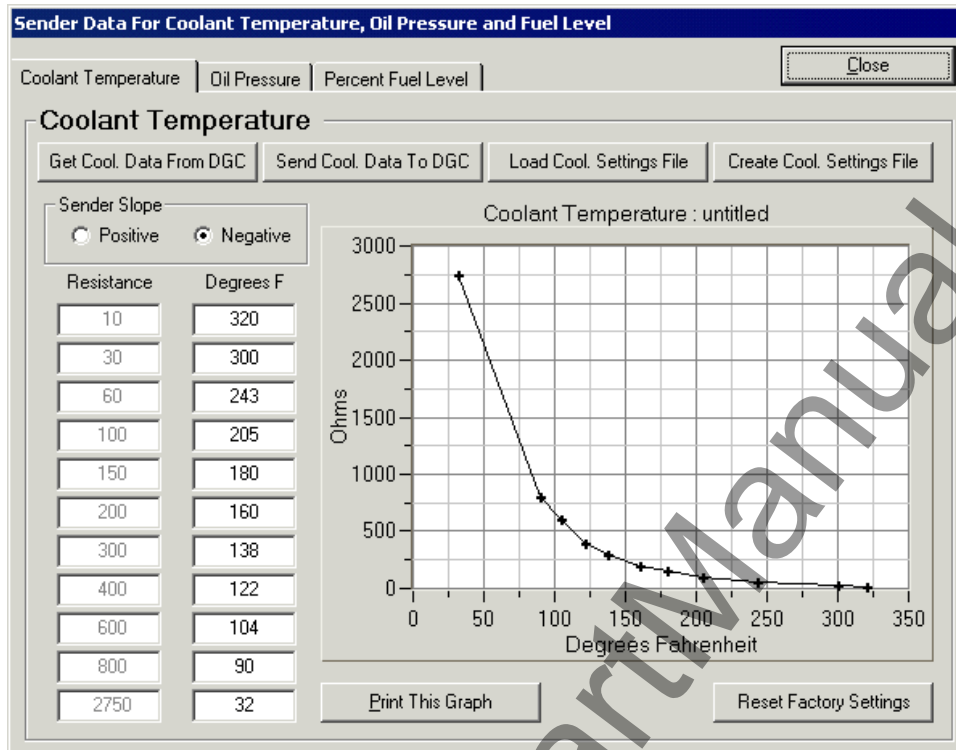 Sender Data For Coolant Temperature, Oil Pressure and Fuel Level
Close
Coolant Temperature Oil Pressure Percent Fuel Level
Coolant Temperature
Get Cool. Data From DGC Send Cool. Data To DGC Load Cool. Settings File Create Cool. Settings File
Sender Slope
Positive Negative
Resistance Degrees F
10 320
30 300
60 243
100 205
150 180
200 160
300 138
400 122
600 104
800 90
2750 32
Coolant Temperature : untitled
Ohms
3000
2500
2000
1500
1000
500
0
0 50 100 150 200 250 300 350
Degrees Fahrenheit
Print This Graph Reset Factory Settings
artManual